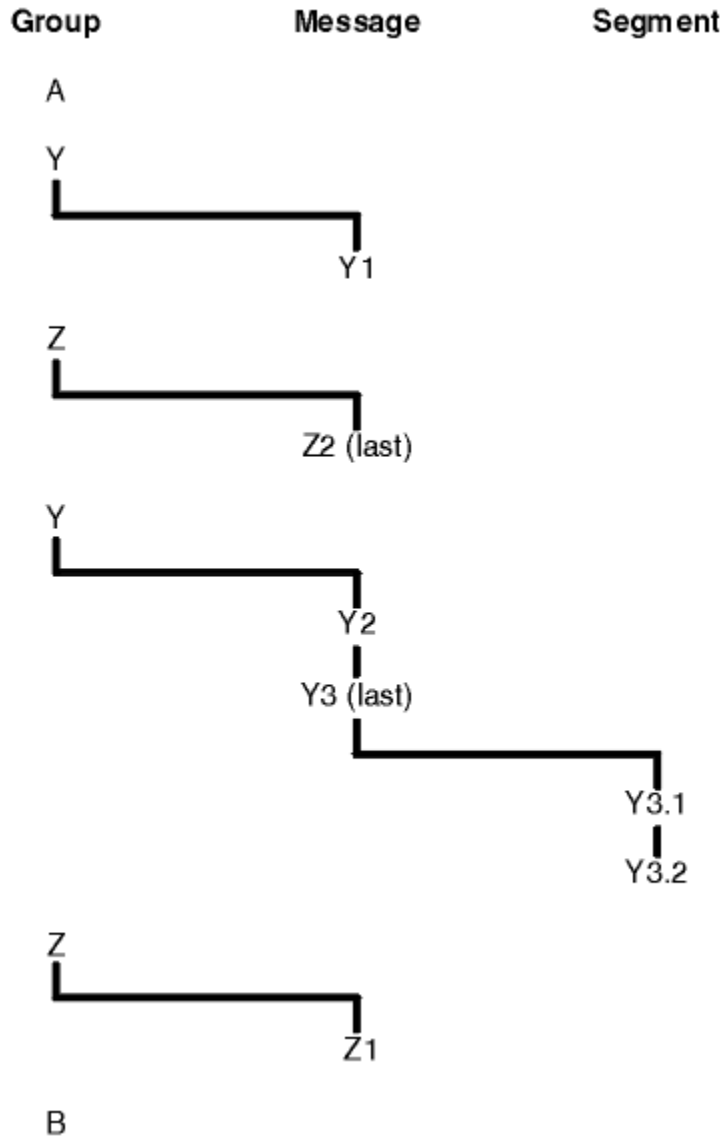 Group Message Segment
A
Y
Y1
Z
Z2 (last)
Y
Y2
Y3 (last)
Y3.1
Y3.2
Z
Z1
B